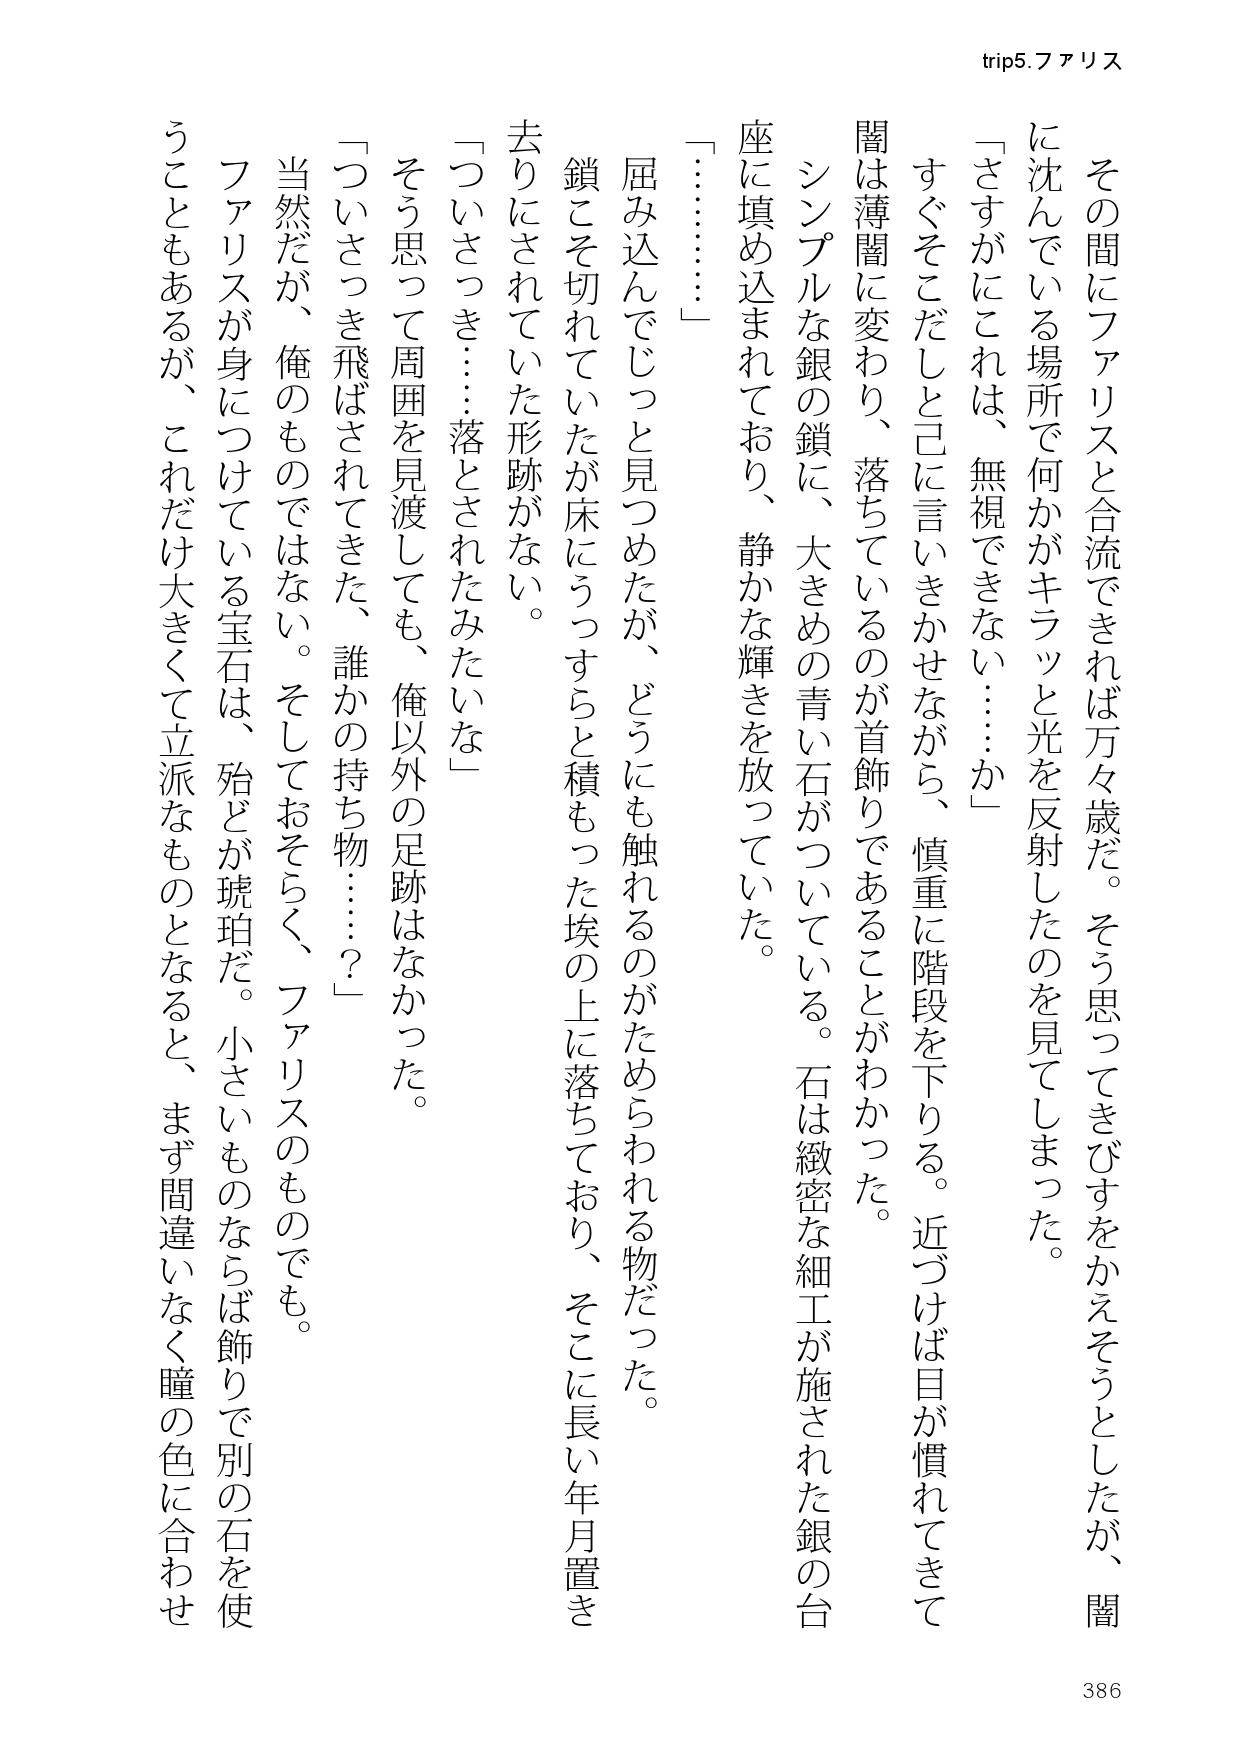 trip5.ファリス
　その間にファリスと合流できれば万々歳だ。そう思ってきびすをかえそうとしたが、闇
に沈んでいる場所で何かがキラッと光を反射したのを見てしまった。
「さすがにこれは、無視できない……か」
　すぐそこだしと己に言いきかせながら、慎重に階段を下りる。近づけば目が慣れてきて
闇は薄闇に変わり、落ちているのが首飾りであることがわかった。
　シンプルな銀の鎖に、大きめの青い石がついている。石は緻密な細工が施された銀の台
座に填め込まれており、静かな輝きを放っていた。
「…………」
　屈み込んでじっと見つめたが、どうにも触れるのがためらわれる物だった。
　鎖こそ切れていたが床にうっすらと積もった埃の上に落ちており、そこに長い年月置き
去りにされていた形跡がない。
「ついさっき……落とされたみたいな」
　そう思って周囲を見渡しても、俺以外の足跡はなかった。
「ついさっき飛ばされてきた、誰かの持ち物……？」
　当然だが、俺のものではない。そしておそらく、ファリスのものでも。
　ファリスが身につけている宝石は、殆どが琥珀だ。小さいものならば飾りで別の石を使
うこともあるが、これだけ大きくて立派なものとなると、まず間違いなく瞳の色に合わせ
386